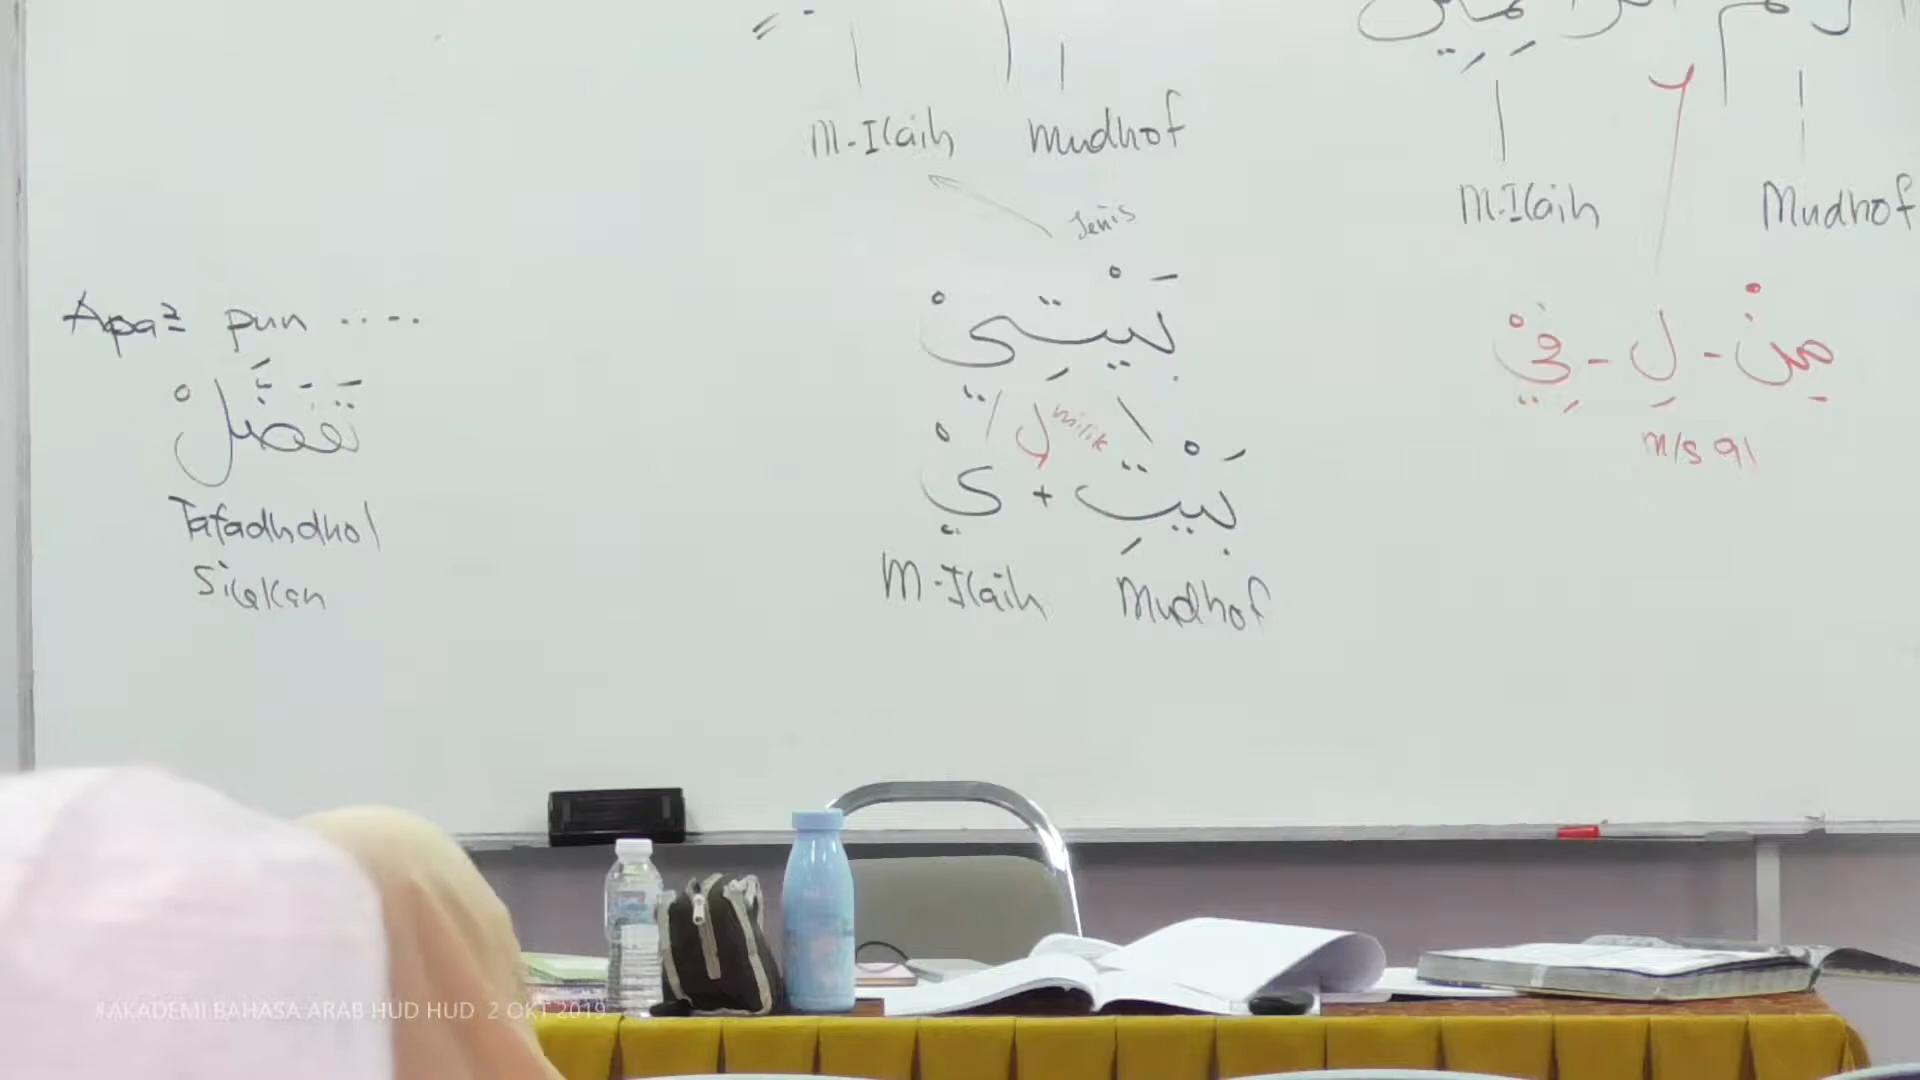 M-Ilaih Mudhof
M.Ilaih Mudhof
Jenis
Apa² pun ....
بَيْتِيْ
مِنْ - لِ - فِيْ
تَفَضَّلْ
ل milik
m/s 91
بَيْتِ + يْ
Tafadhdhol
Silakan
M-Ilaih Mudhof
#AKADEMI BAHASA ARAB HUD HUD 2 OKT 2019